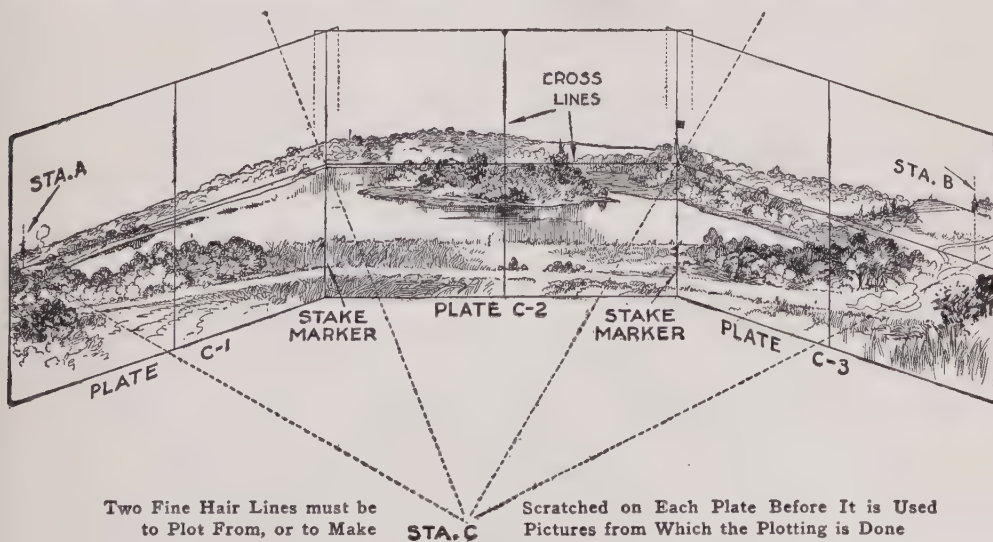 CROSS
LINES
STA. A
STA. B
STAKE
MARKER
PLATE C-2
STAKE
MARKER
PLATE C-1
PLATE C-3
Two Fine Hair Lines must be Scratched on Each Plate Before It is Used
to Plot From, or to Make Pictures from Which the Plotting is Done
STA. C